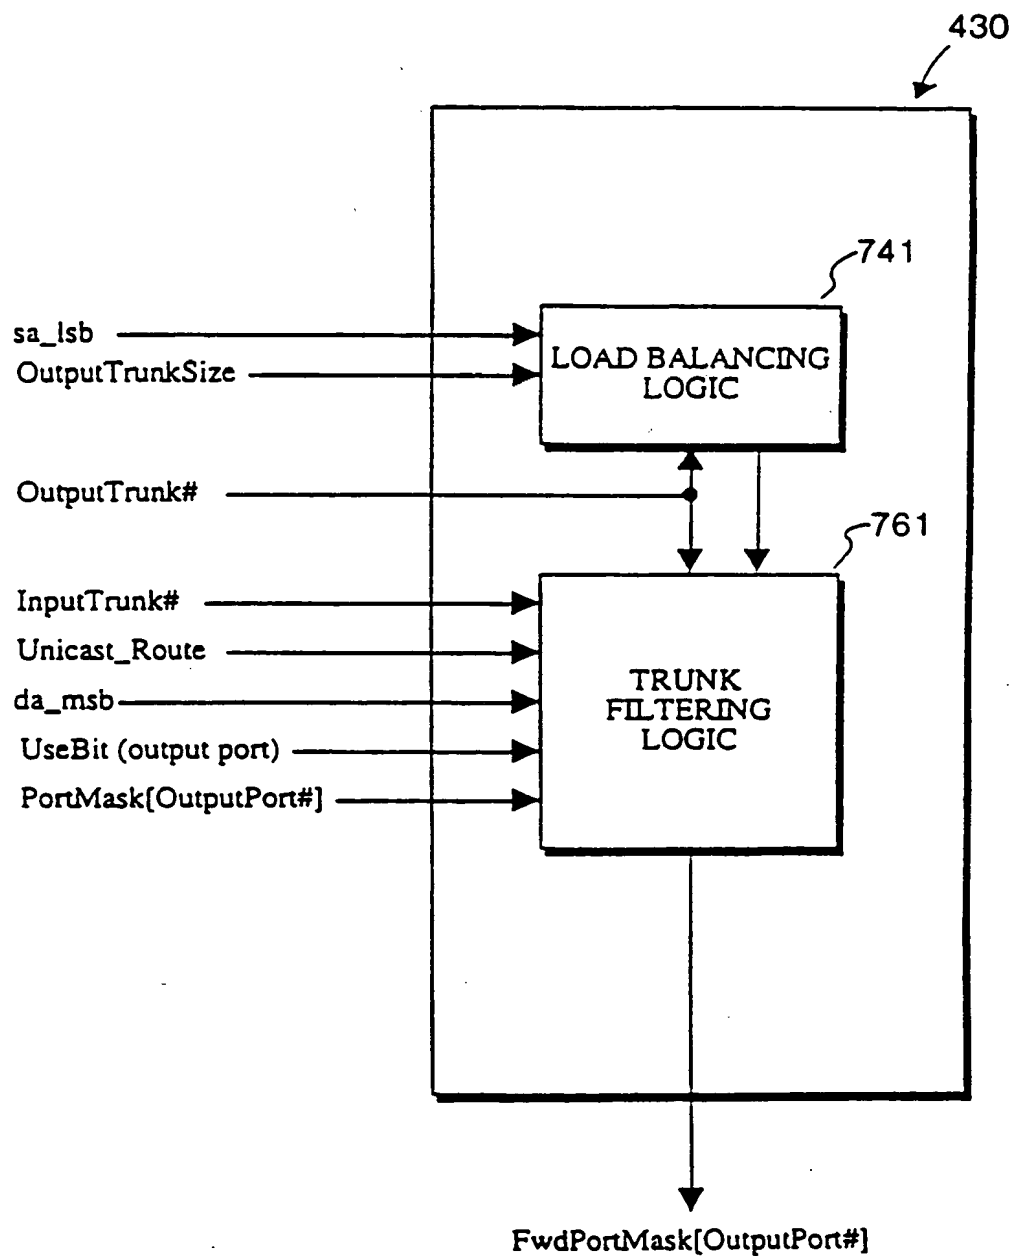 430
741
sa_lsb
LOAD BALANCING
LOGIC
OutputTrunkSize
OutputTrunk#
761
InputTrunk#
Unicast_Route
TRUNK
FILTERING
LOGIC
da_msb
UseBit (output port)
PortMask[OutputPort#]
FwdPortMask[OutputPort#]